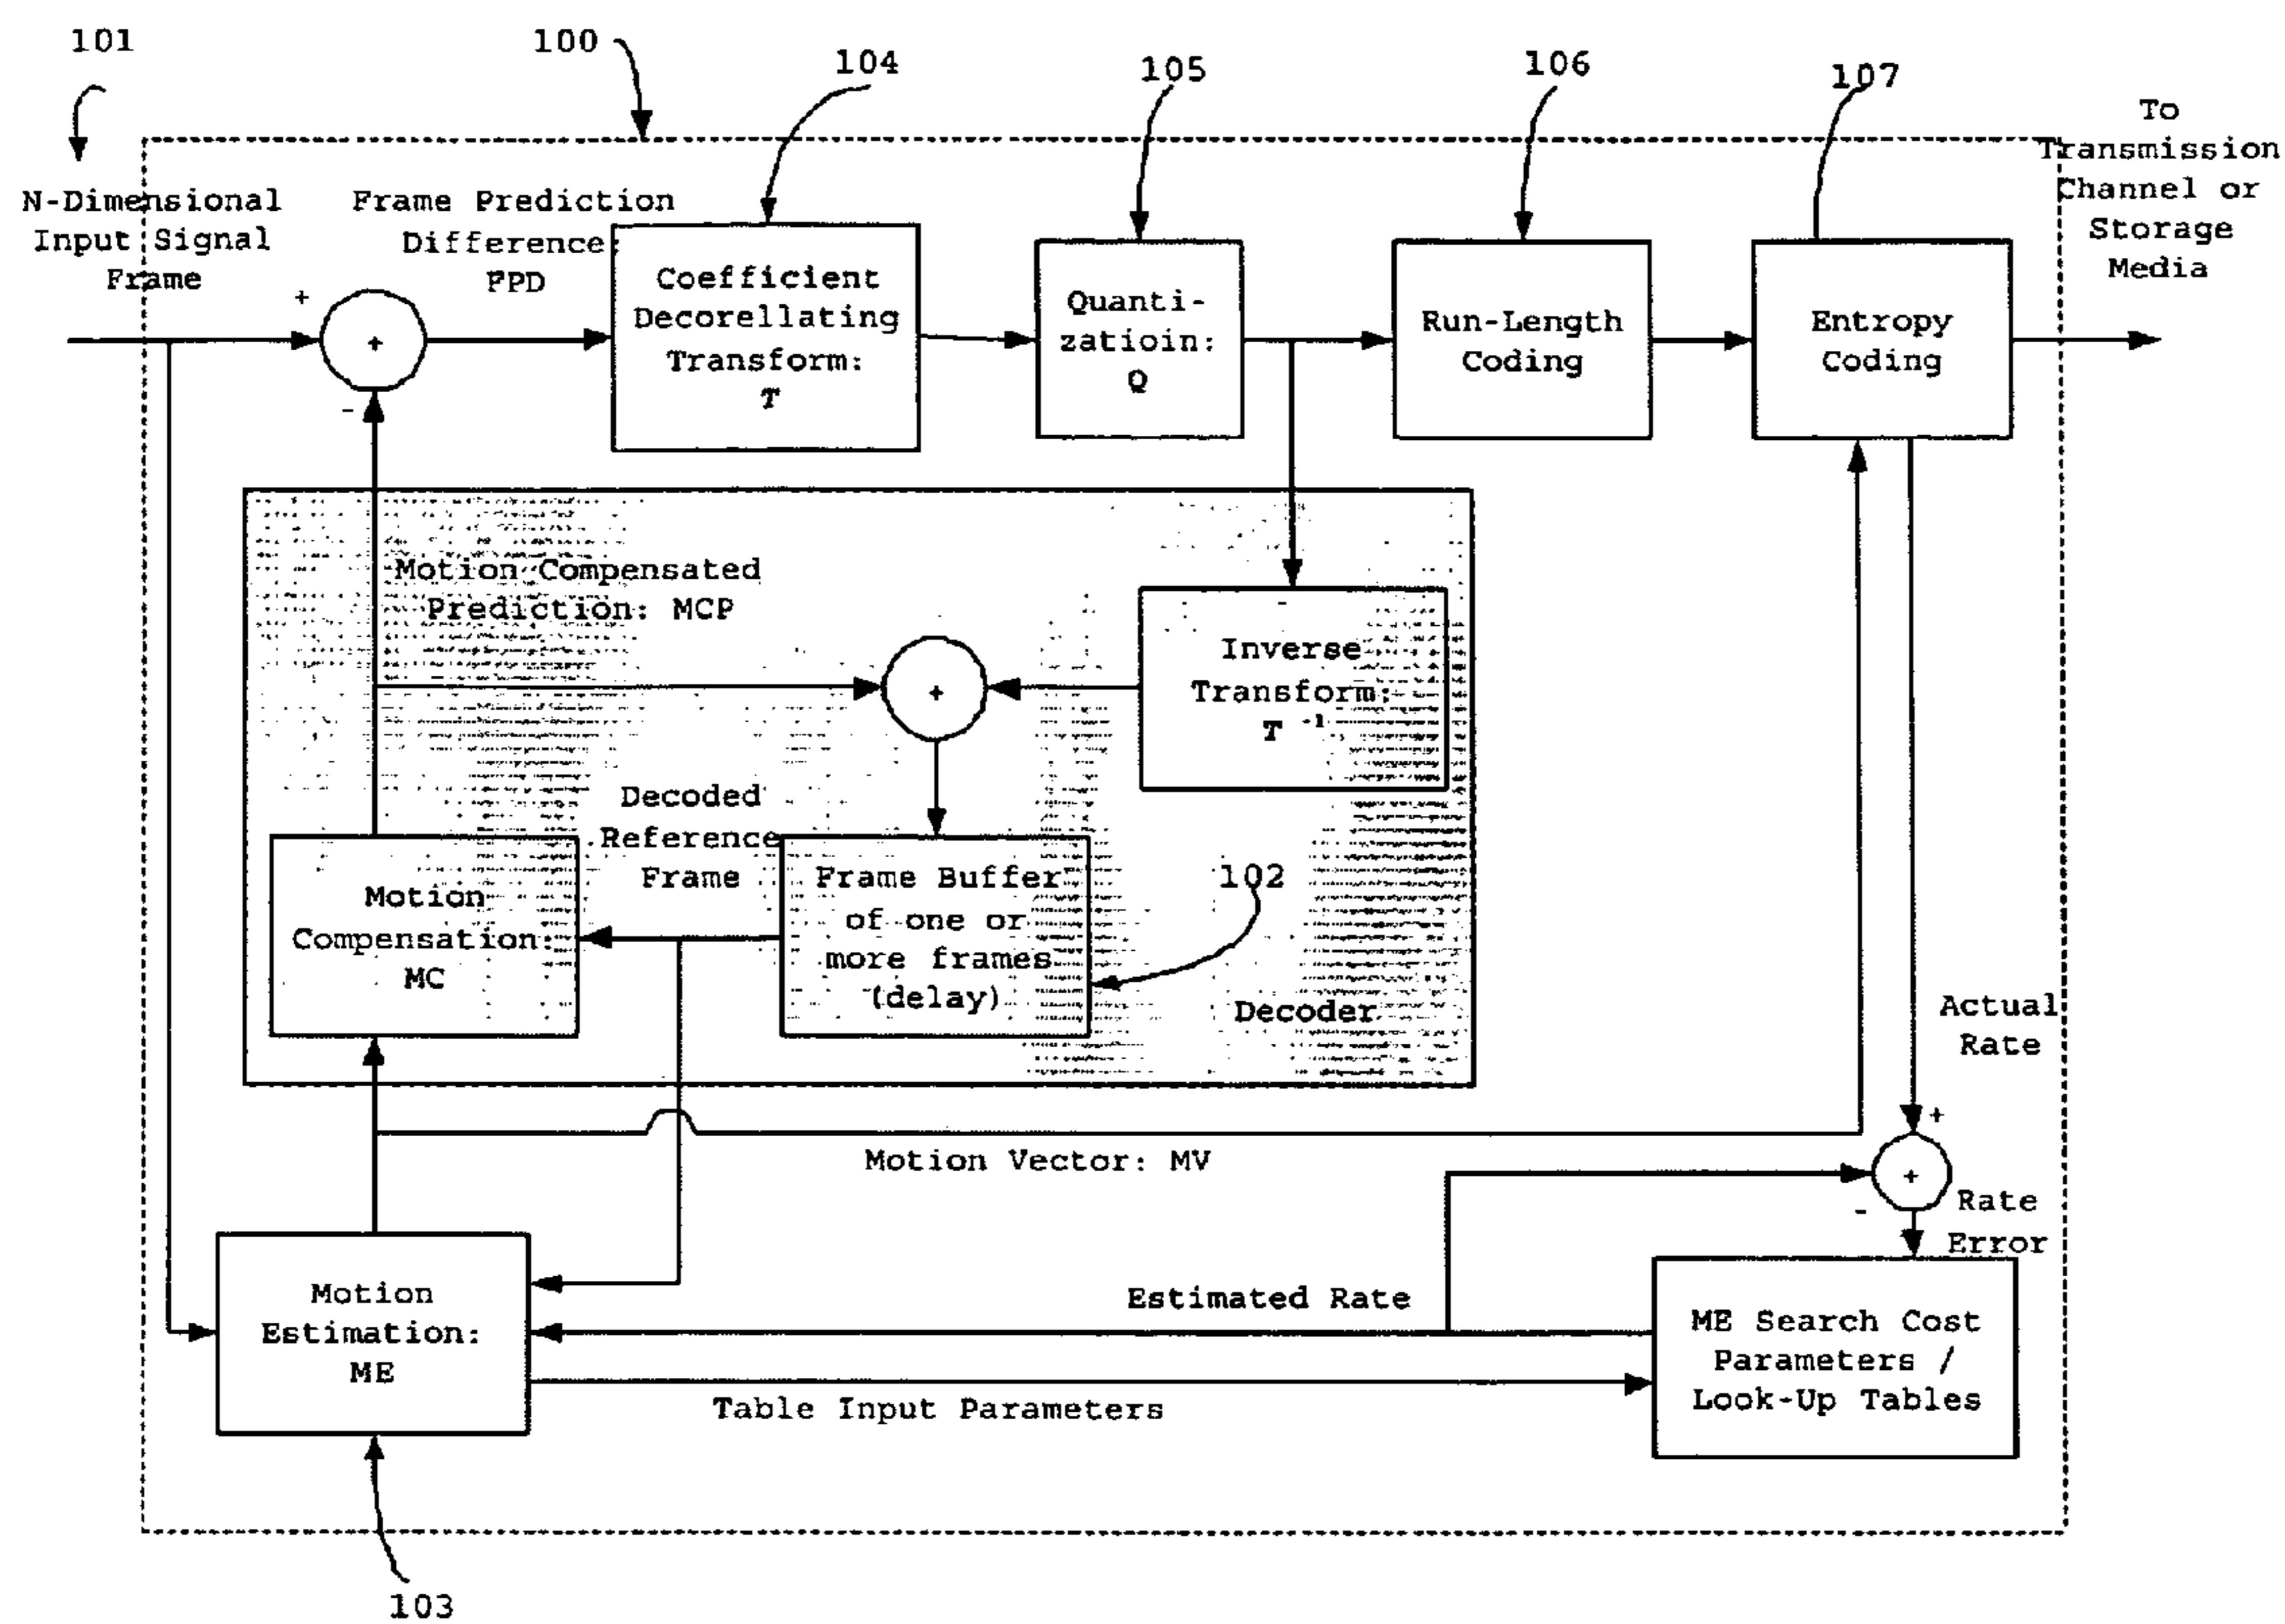 101
100
104
105
106
107
To
Transmission
Channel or
Storage
Media
N-Dimensional
Input Signal
Frame
Frame Prediction
Difference
FPD
+
+
-
Coefficient
Decorellating
Transform:
T
Quanti-
zatioin:
Q
Run-Length
Coding
Entropy
Coding
Motion Compensated
Prediction: MCP
+
Inverse
Transform:
T -1
Decoded
Reference
Frame
Motion
Compensation:
MC
Frame Buffer
of one or
more frames
(delay)
102
Decoder
Actual
Rate
+
+
-
Rate
Error
Motion Vector: MV
Motion
Estimation:
ME
Estimated Rate
Table Input Parameters
ME Search Cost
Parameters /
Look-Up Tables
103